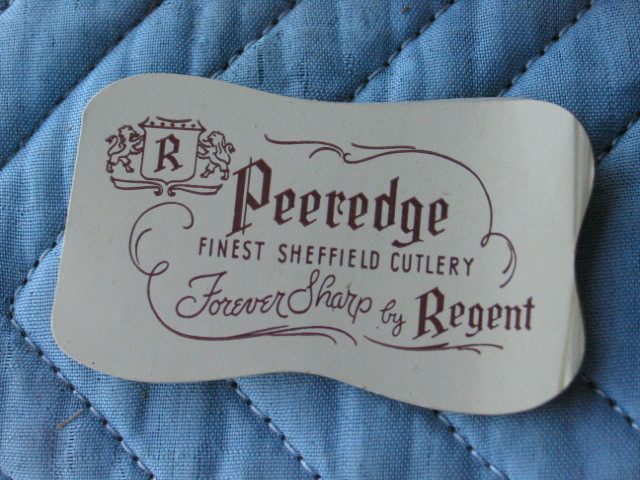 R
Peeredge
FINEST SHEFFIELD CUTLERY
Forever Sharp by Regent